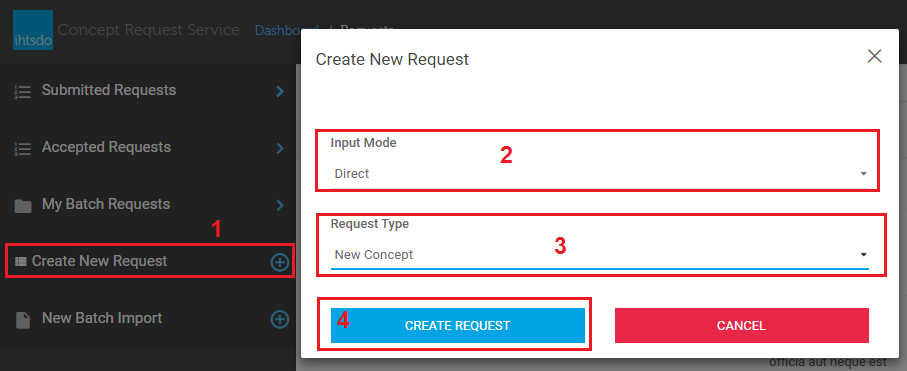 ihtsdo
Concept Request Service
Dashboard / Requests
Submitted Requests
Accepted Requests
My Batch Requests
1
Create New Request
New Batch Import
Create New Request
Input Mode
2
Direct
Request Type
3
New Concept
4
CREATE REQUEST
CANCEL
officia aut neque est